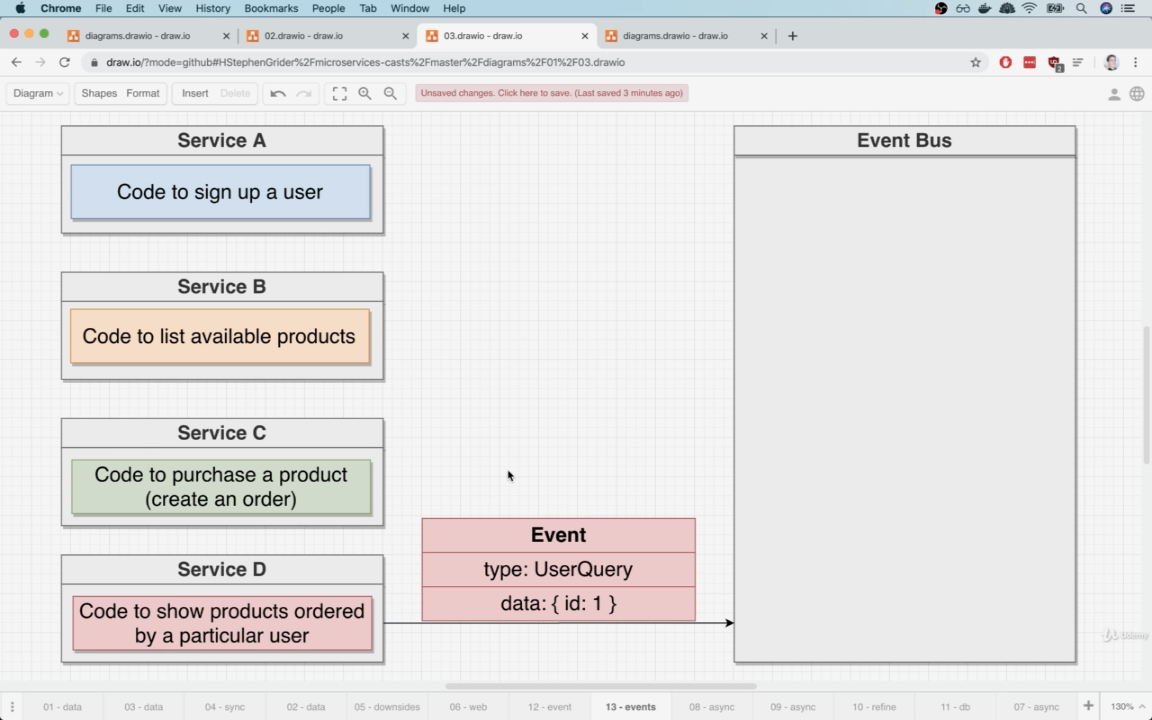 Chrome File Edit View History Bookmarks People Tab Window Help
diagrams.drawio - draw.io
02.drawio - draw.io
03.drawio - draw.io
diagrams.drawio - draw.io
draw.io/?mode=github#HStephenGrider%2Fmicroservices-casts%2Fmaster%2Fdiagrams%2F01%2F03.drawio
Diagram Shapes Format Insert Delete Unsaved changes. Click here to save. (Last saved 3 minutes ago)
Service A
Code to sign up a user
Service B
Code to list available products
Service C
Code to purchase a product
(create an order)
Service D
Code to show products ordered
by a particular user
Event
type: UserQuery
data: { id: 1 }
Event Bus
Udemy
01 - data 03 - data 04 - sync 02 - data 05 - downsides 06 - web 12 - event 13 - events 08 - async 09 - async 10 - refine 11 - db 07 - async 130%